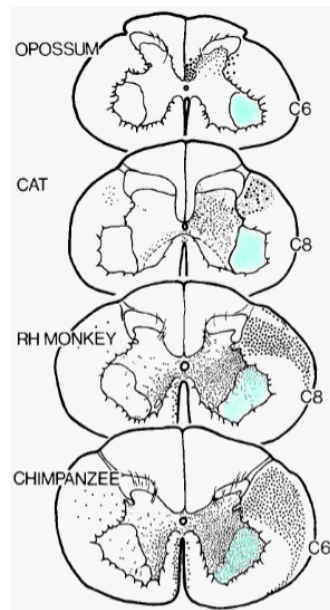 OPOSSUM
C6
CAT
C8
RH MONKEY
C8
CHIMPANZEE
C6